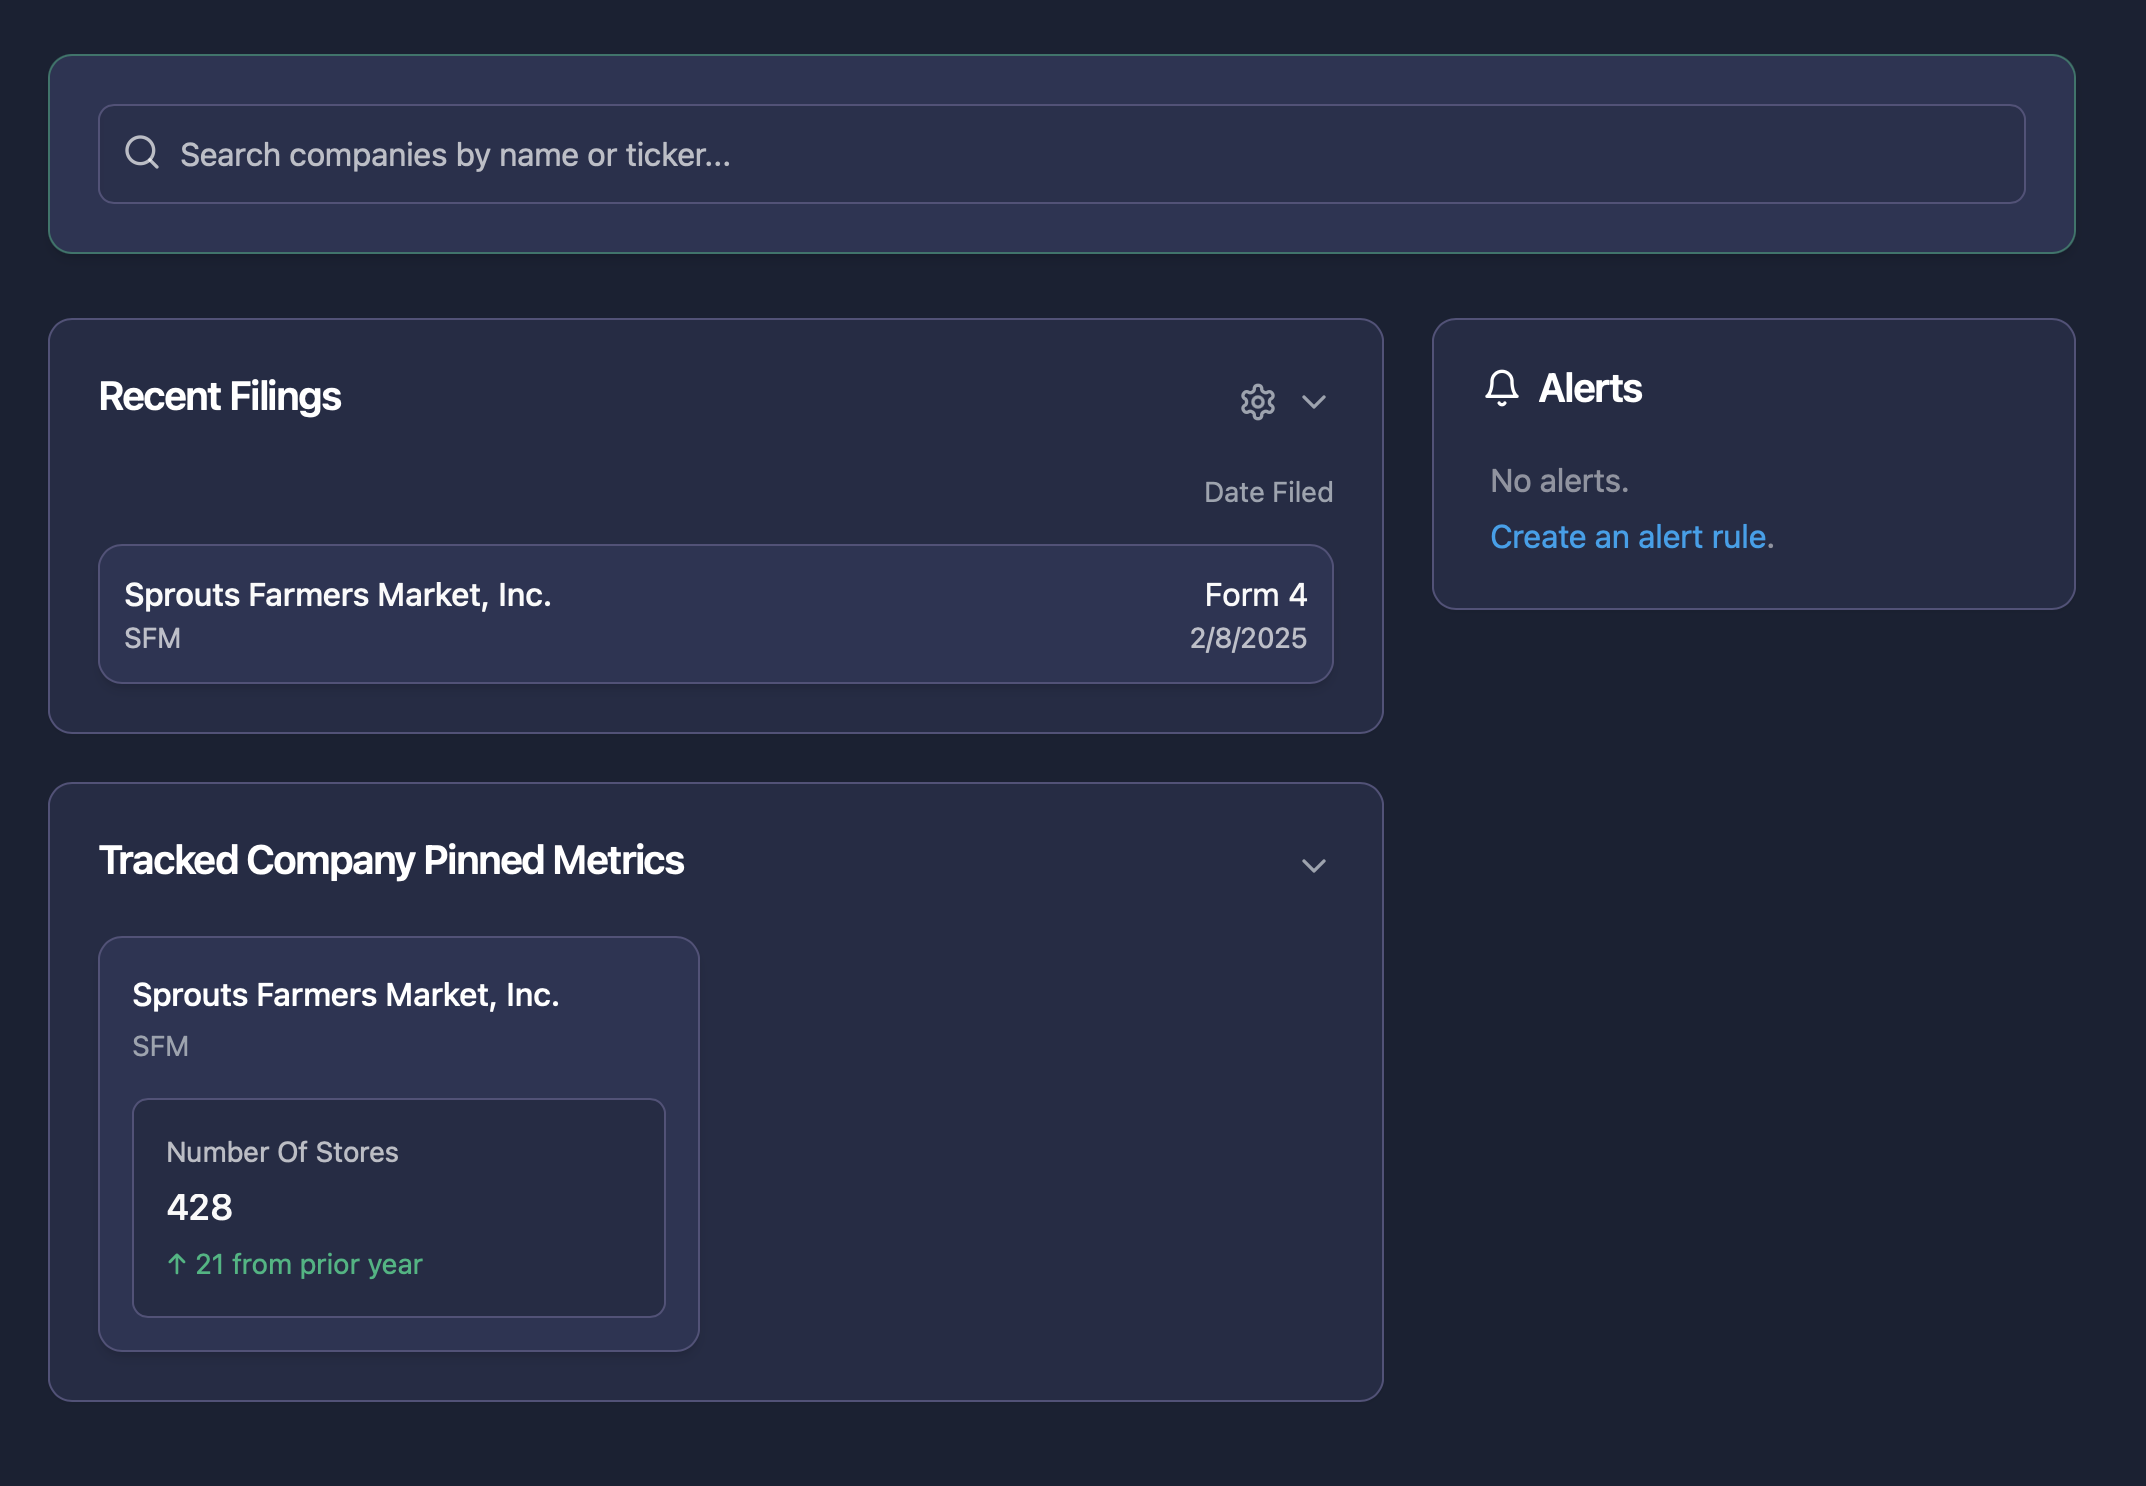 Search companies by name or ticker...
Recent Filings
Date Filed
Sprouts Farmers Market, Inc.
Form 4
SFM
2/8/2025
Alerts
No alerts.
Create an alert rule.
Tracked Company Pinned Metrics
Sprouts Farmers Market, Inc.
SFM
Number Of Stores
428
↑ 21 from prior year